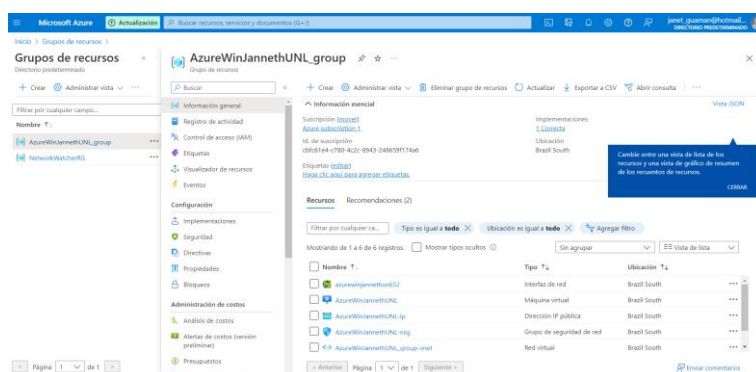 Microsoft Azure
Actualización
Buscar recursos, servicios y documentos (G+/)
janet_guaman@hotmail...
DIRECTORIO PREDETERMINADO
Inicio > Grupos de recursos >
Grupos de recursos
Directorio predeterminado
+ Crear Administrar vista
Filtrar por cualquier campo...
Nombre
AzureWinJannethUNL_group
NetworkWatcherRG
Página 1 de 1
AzureWinJannethUNL_group
Grupo de recursos
Buscar
Información general
Registro de actividad
Control de acceso (IAM)
Etiquetas
Visualizador de recursos
Eventos
Configuración
Implementaciones
Seguridad
Directivas
Propiedades
Bloqueos
Administración de costos
Análisis de costos
Alertas de costos (versión preliminar)
Presupuestos
+ Crear Administrar vista Eliminar grupo de recursos Actualizar Exportar a CSV Abrir consulta
Información esencial
Vista JSON
Suscripción (mover)
Azure subscription 1
Id. de suscripción
Etiquetas (editar)
Haga clic aquí para agregar etiquetas.
Implementaciones
1 Correcta
Ubicación
Brazil South
Cambie entre una vista de lista de los
recursos y una vista de gráfico de resumen
de los recuentos de recursos.
CERRAR
Recursos Recomendaciones (2)
Filtrar por cualquier ca... Tipo es igual a todo Ubicación es igual a todo Agregar filtro
Mostrando de 1 a 6 de 6 registros. Mostrar tipos ocultos Sin agrupar Vista de lista
Nombre Tipo Ubicación
azurewinjannethunl652 Interfaz de red Brazil South
AzureWinJannethUNL Máquina virtual Brazil South
AzureWinJannethUNL-ip Dirección IP pública Brazil South
AzureWinJannethUNL-nsg Grupo de seguridad de red Brazil South
AzureWinJannethUNL_group-vnet Red virtual Brazil South
< Anterior Página 1 de 1 Siguiente >
Enviar comentarios